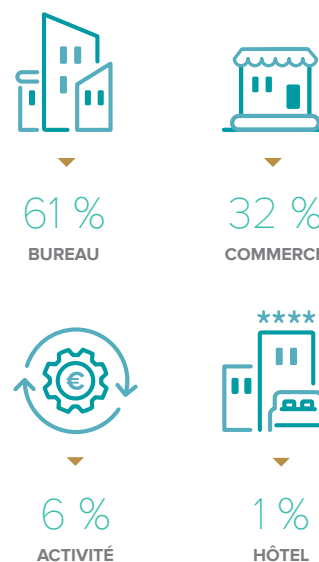 61 %
BUREAU
32 %
COMMERC
€
6 %
ACTIVITÉ
****
1 %
HÔTEL